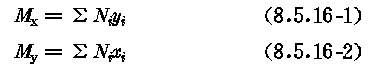 Mx = Σ Niyi (8.5.16-1)
My = Σ Nixi (8.5.16-2)